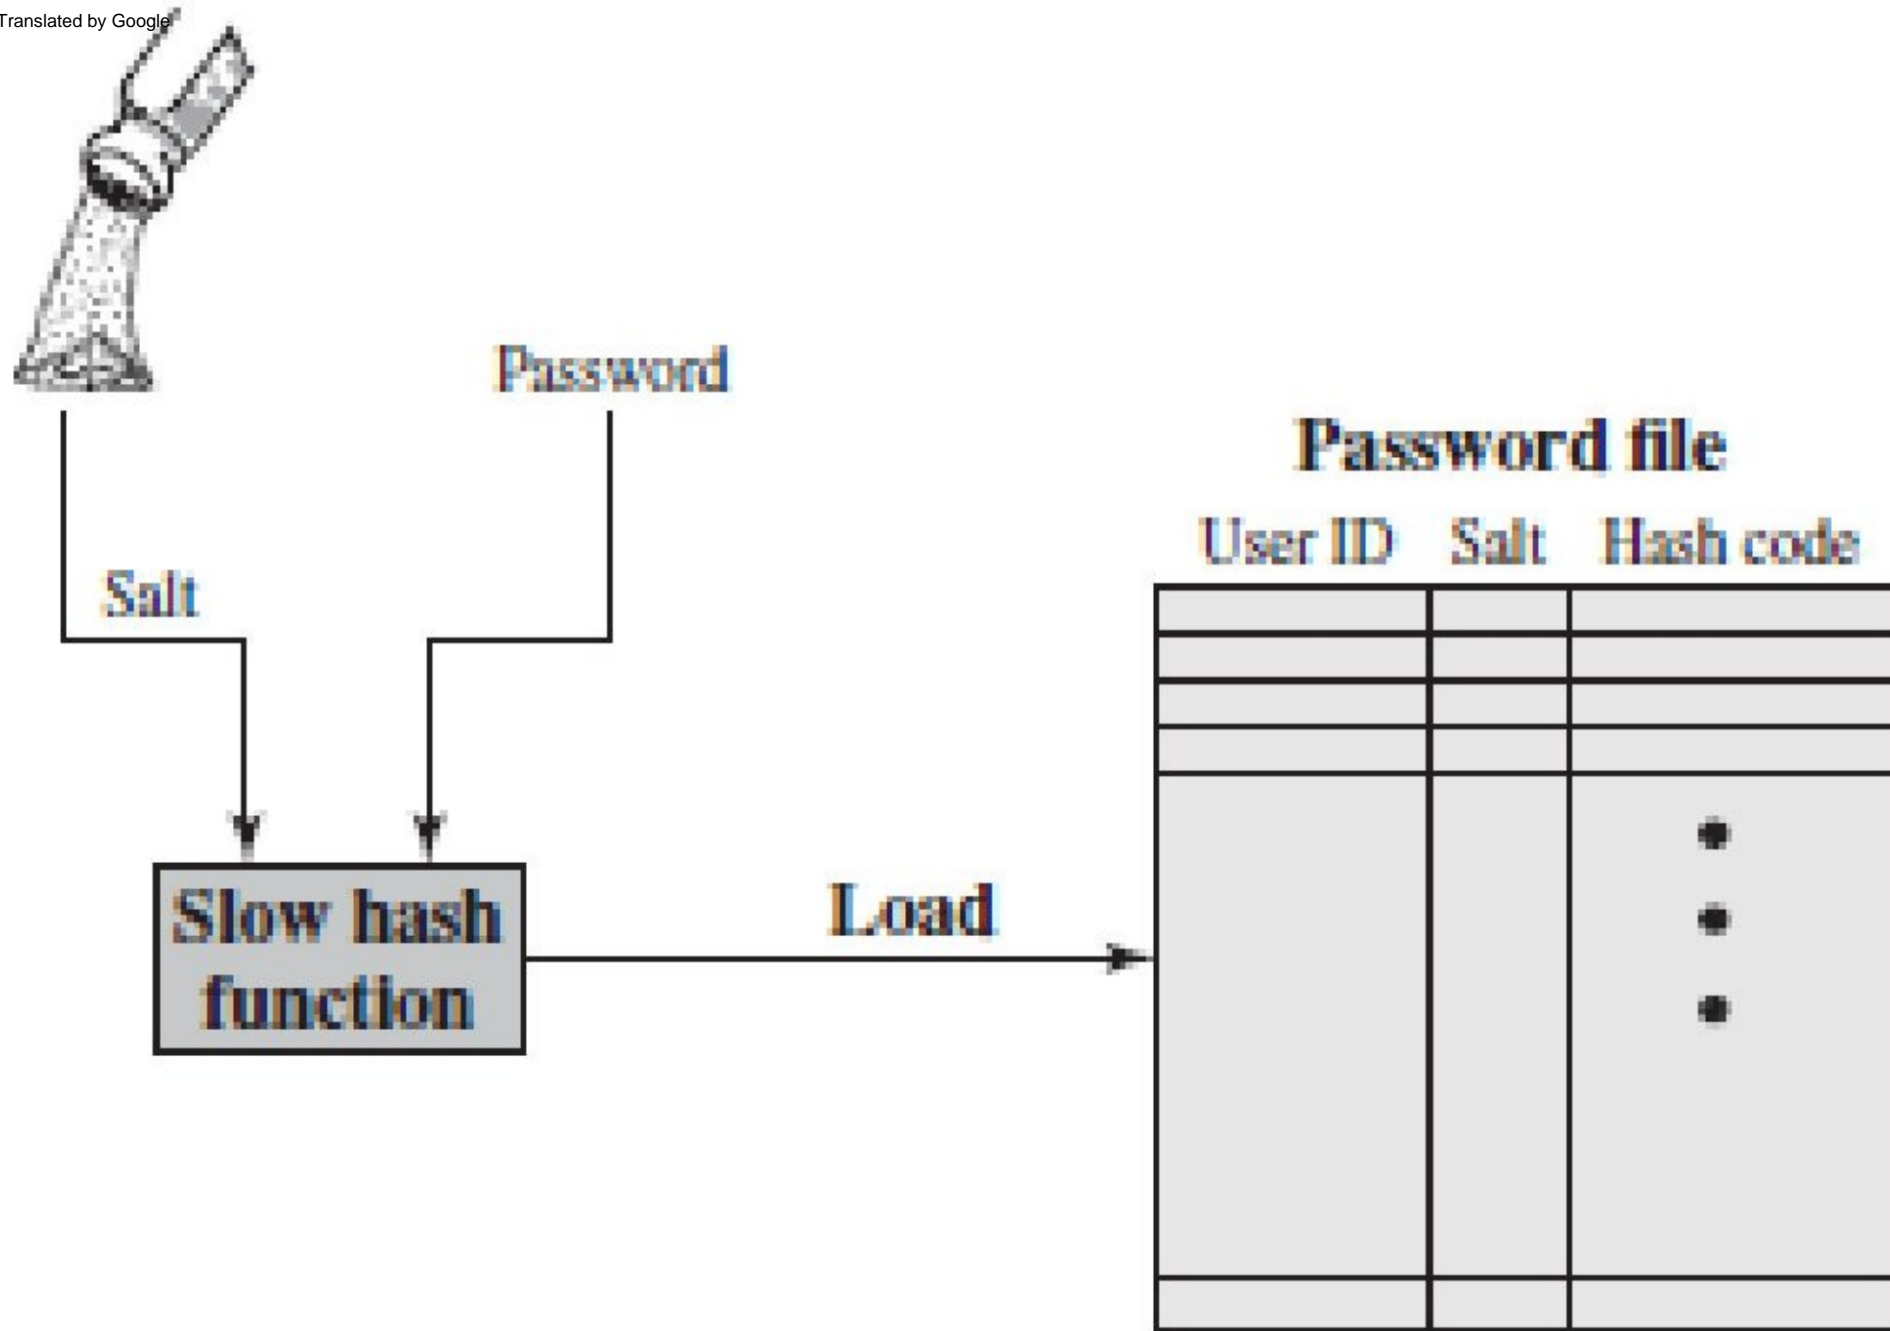 Translated by Google
Password
Password file
User ID Salt Hash code
Salt
Load
Slow hash
function